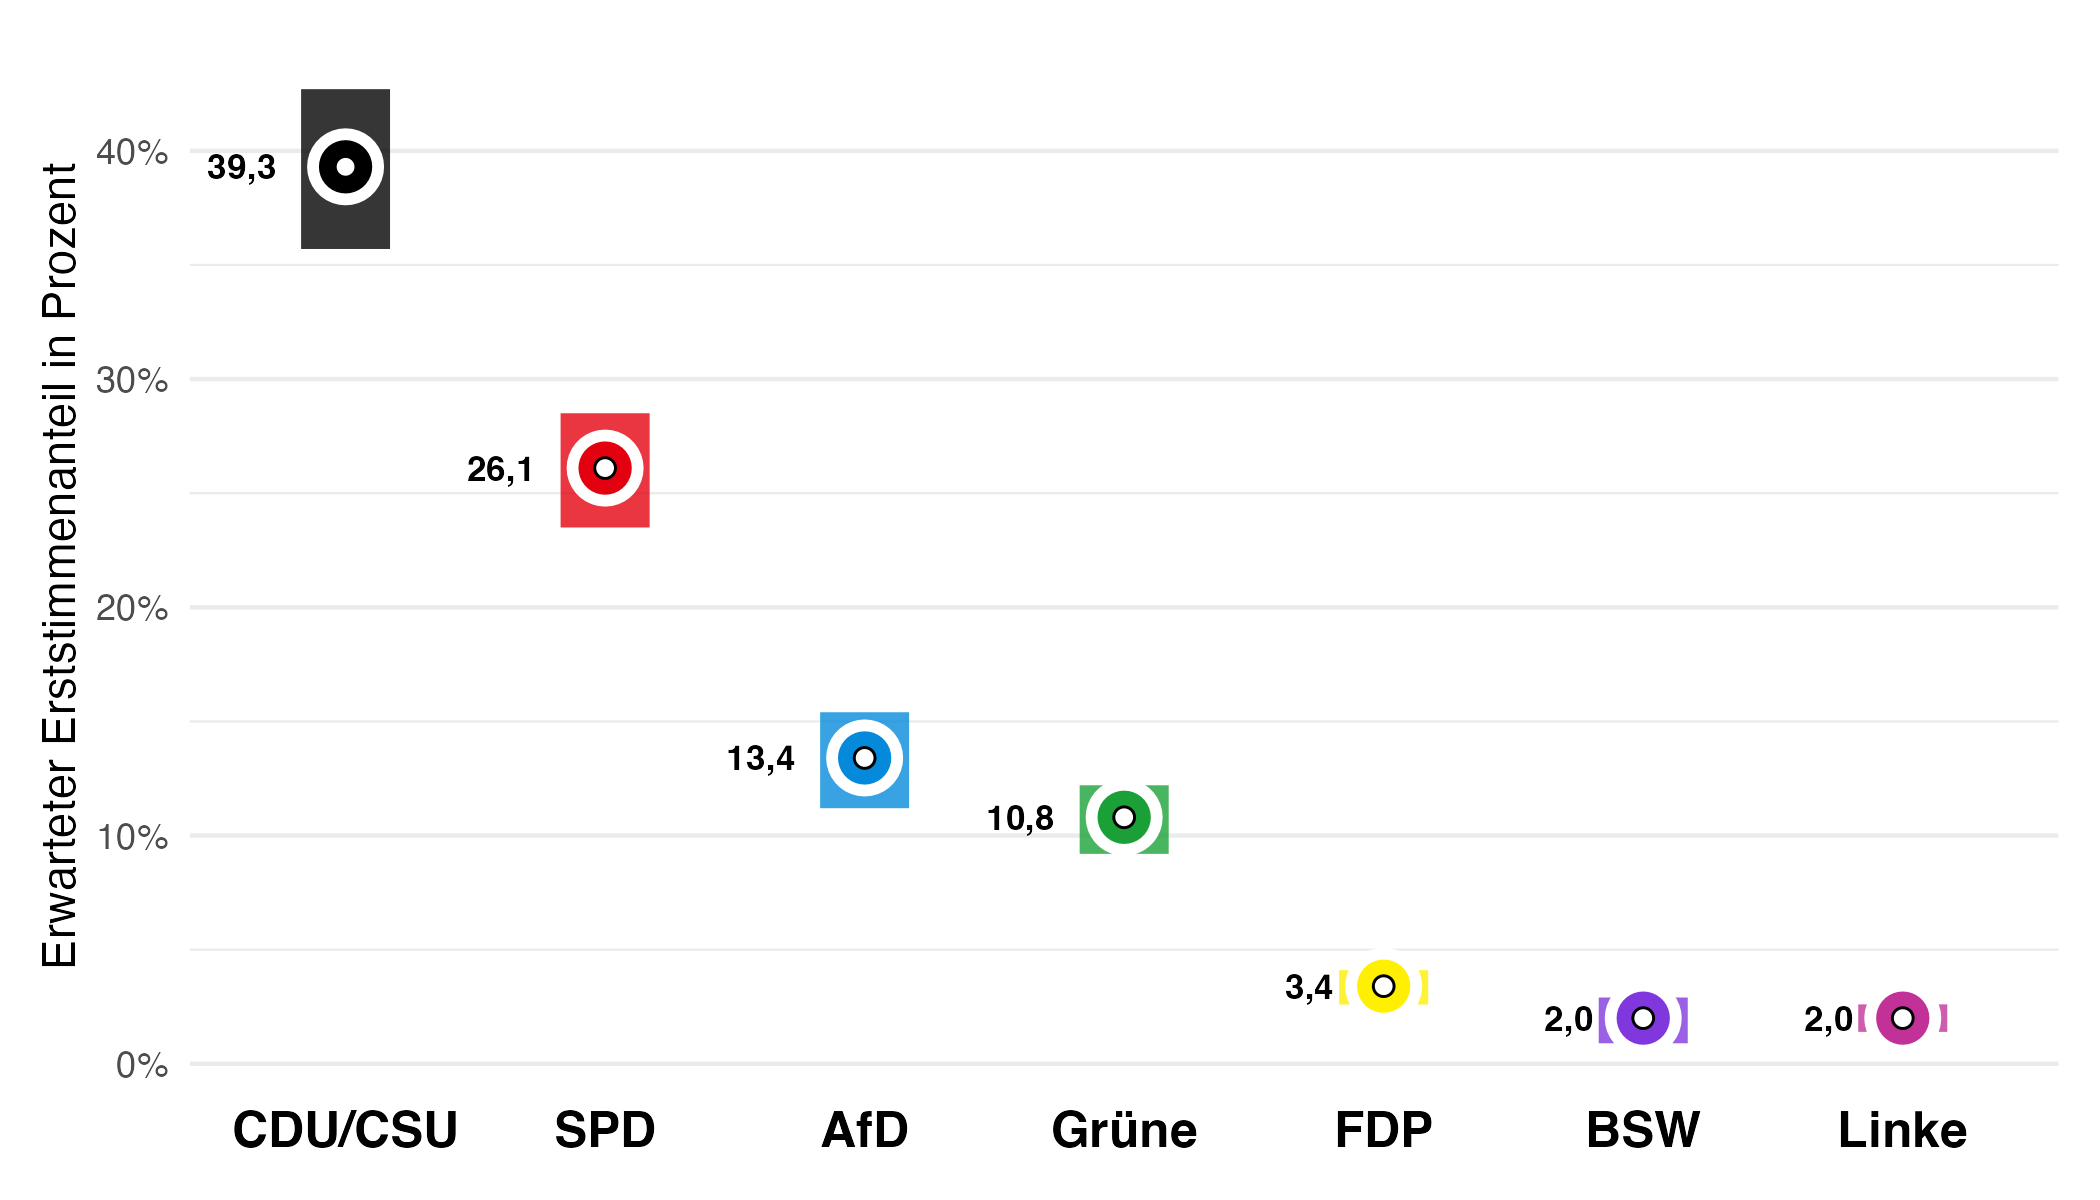 Erwarteter Erststimmenanteil in Prozent
40%
30%
20%
10%
0%
39,3
26,1
13,4
10,8
3,4
2,0
2,0
CDU/CSU
SPD
AfD
Grüne
FDP
BSW
Linke